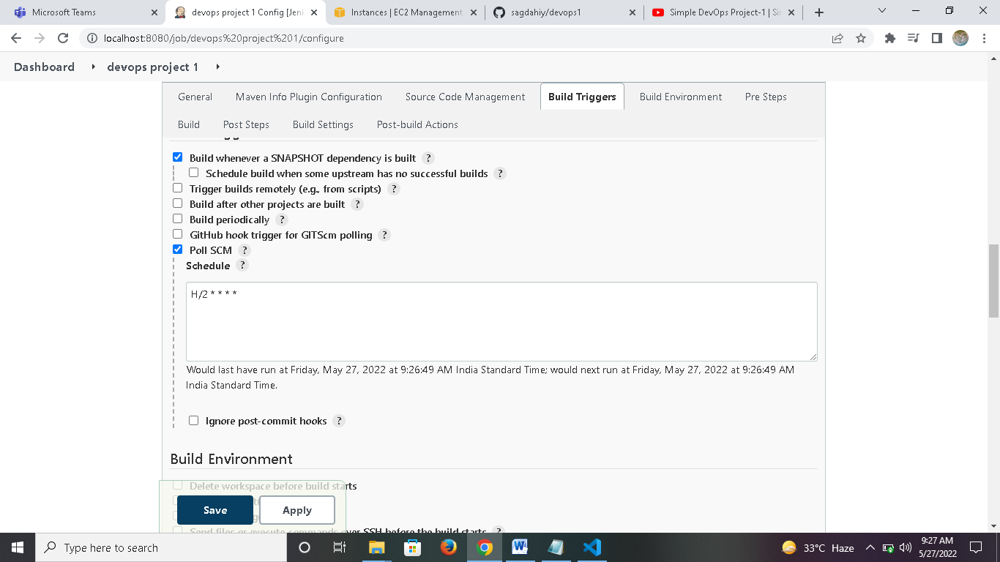 Microsoft Teams
devops project 1 Config [Jenk
Instances | EC2 Management
sagdahiy/devops1
Simple DevOps Project-1 | Sim
localhost:8080/job/devops%20project%201/configure
Dashboard
devops project 1
General
Maven Info Plugin Configuration
Source Code Management
Build Triggers
Build Environment
Pre Steps
Build
Post Steps
Build Settings
Post-build Actions
Build whenever a SNAPSHOT dependency is built ?
Schedule build when some upstream has no successful builds ?
Trigger builds remotely (e.g., from scripts) ?
Build after other projects are built ?
Build periodically ?
GitHub hook trigger for GITScm polling ?
Poll SCM ?
Schedule ?
H/2 * * * *
Would last have run at Friday, May 27, 2022 at 9:26:49 AM India Standard Time; would next run at Friday, May 27, 2022 at 9:26:49 AM
India Standard Time.
Ignore post-commit hooks ?
Build Environment
Delete workspace before build starts
Save
Apply
Send files or execute commands over SSH before the build starts ?
Type here to search
33°C Haze
9:27 AM
5/27/2022